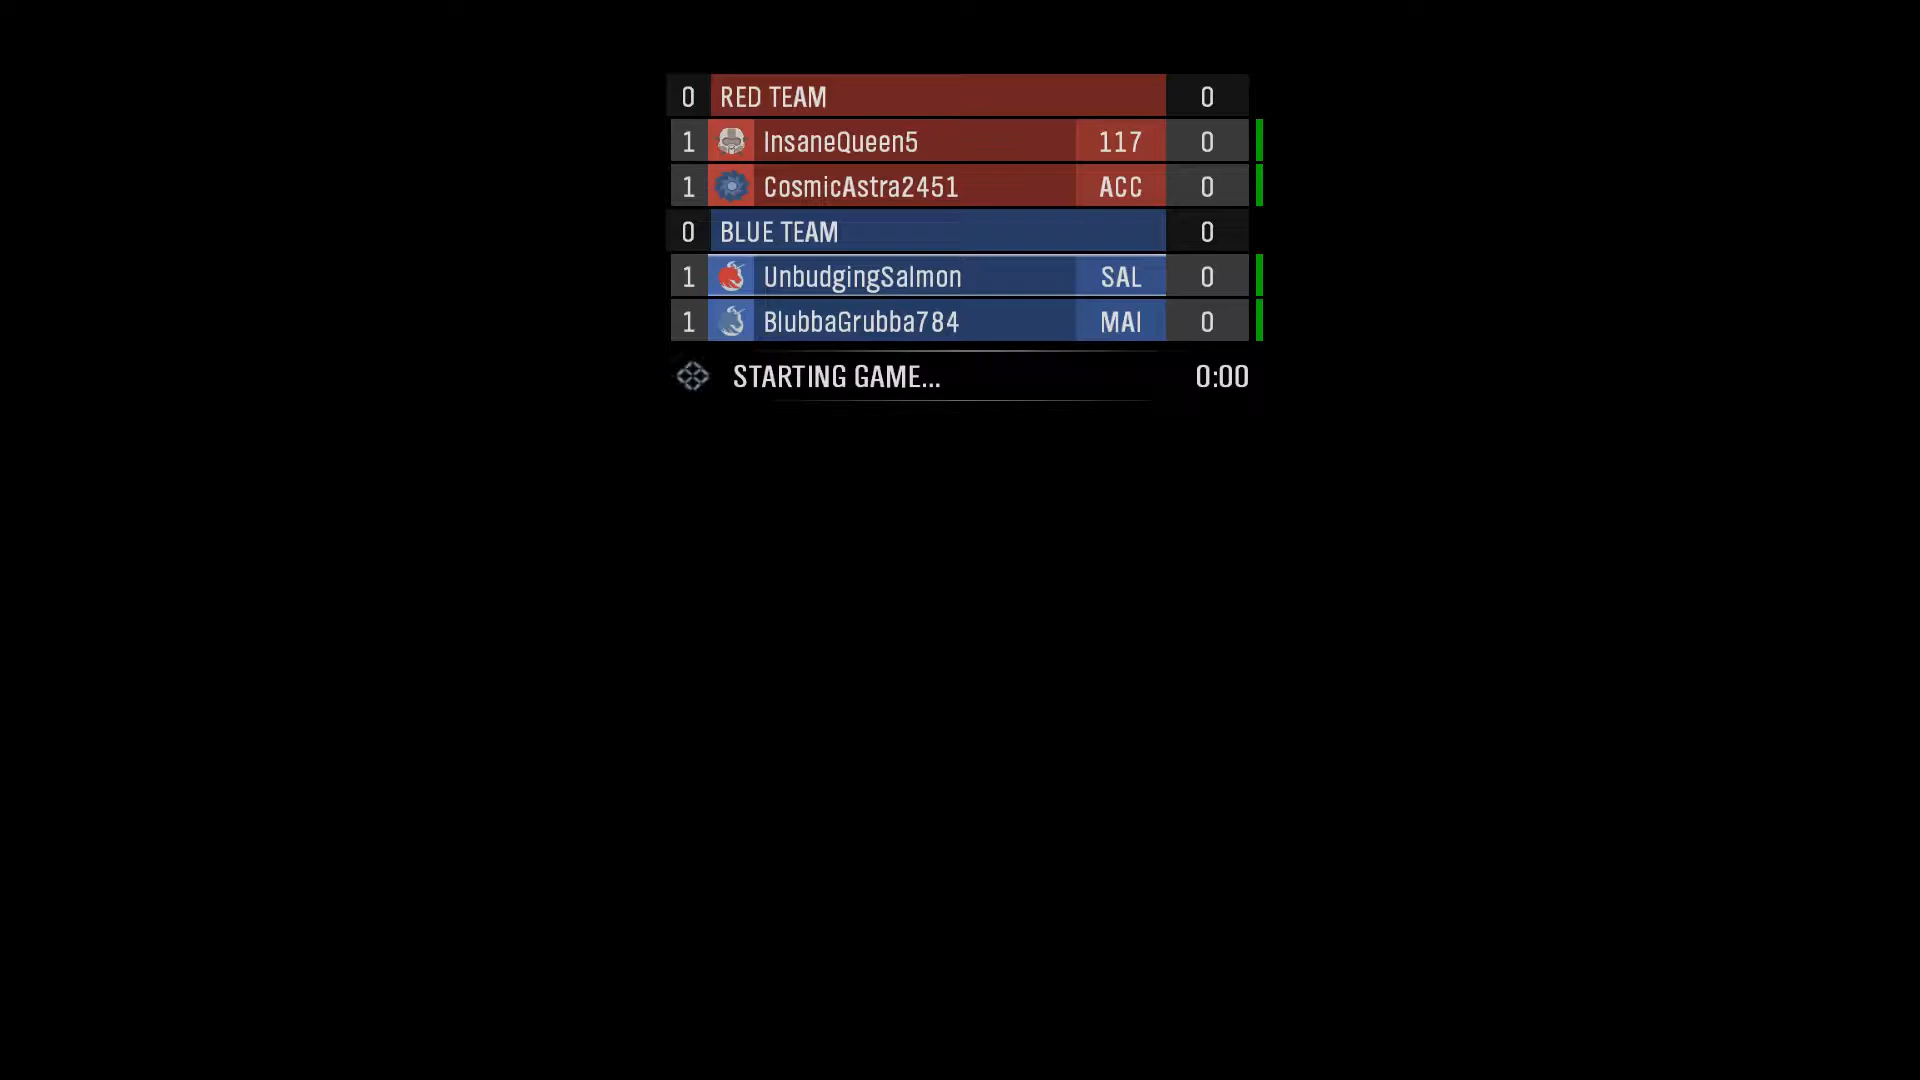 0 RED TEAM 0
1 InsaneQueen5 117 0
1 CosmicAstra2451 ACC 0
0 BLUE TEAM 0
1 UnbudgingSalmon SAL 0
1 BlubbaGrubba784 MAI 0
STARTING GAME... 0:00